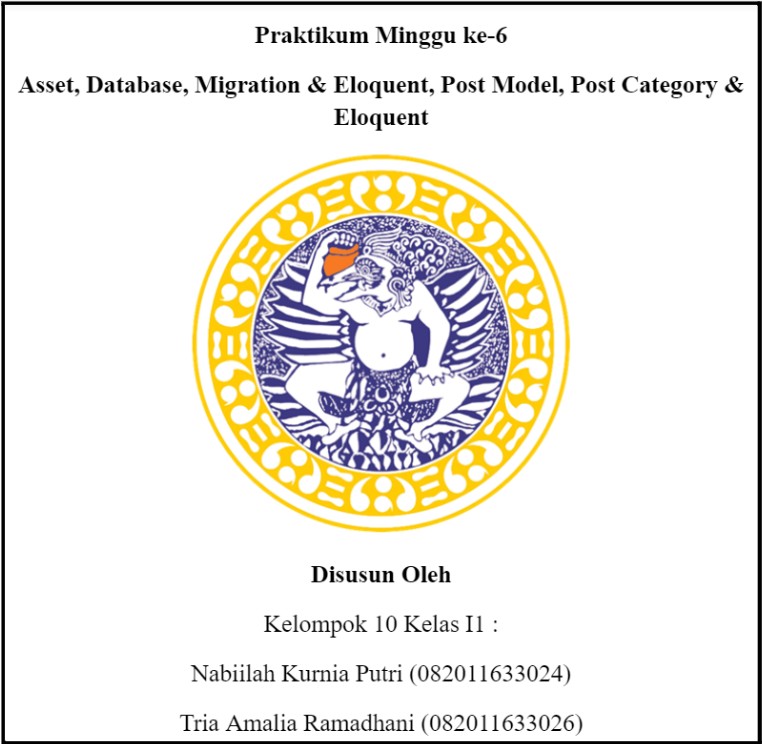 Praktikum Minggu ke-6
Asset, Database, Migration & Eloquent, Post Model, Post Category &
Eloquent
Disusun Oleh
Kelompok 10 Kelas I1 :
Nabiilah Kurnia Putri (082011633024)
Tria Amalia Ramadhani (082011633026)